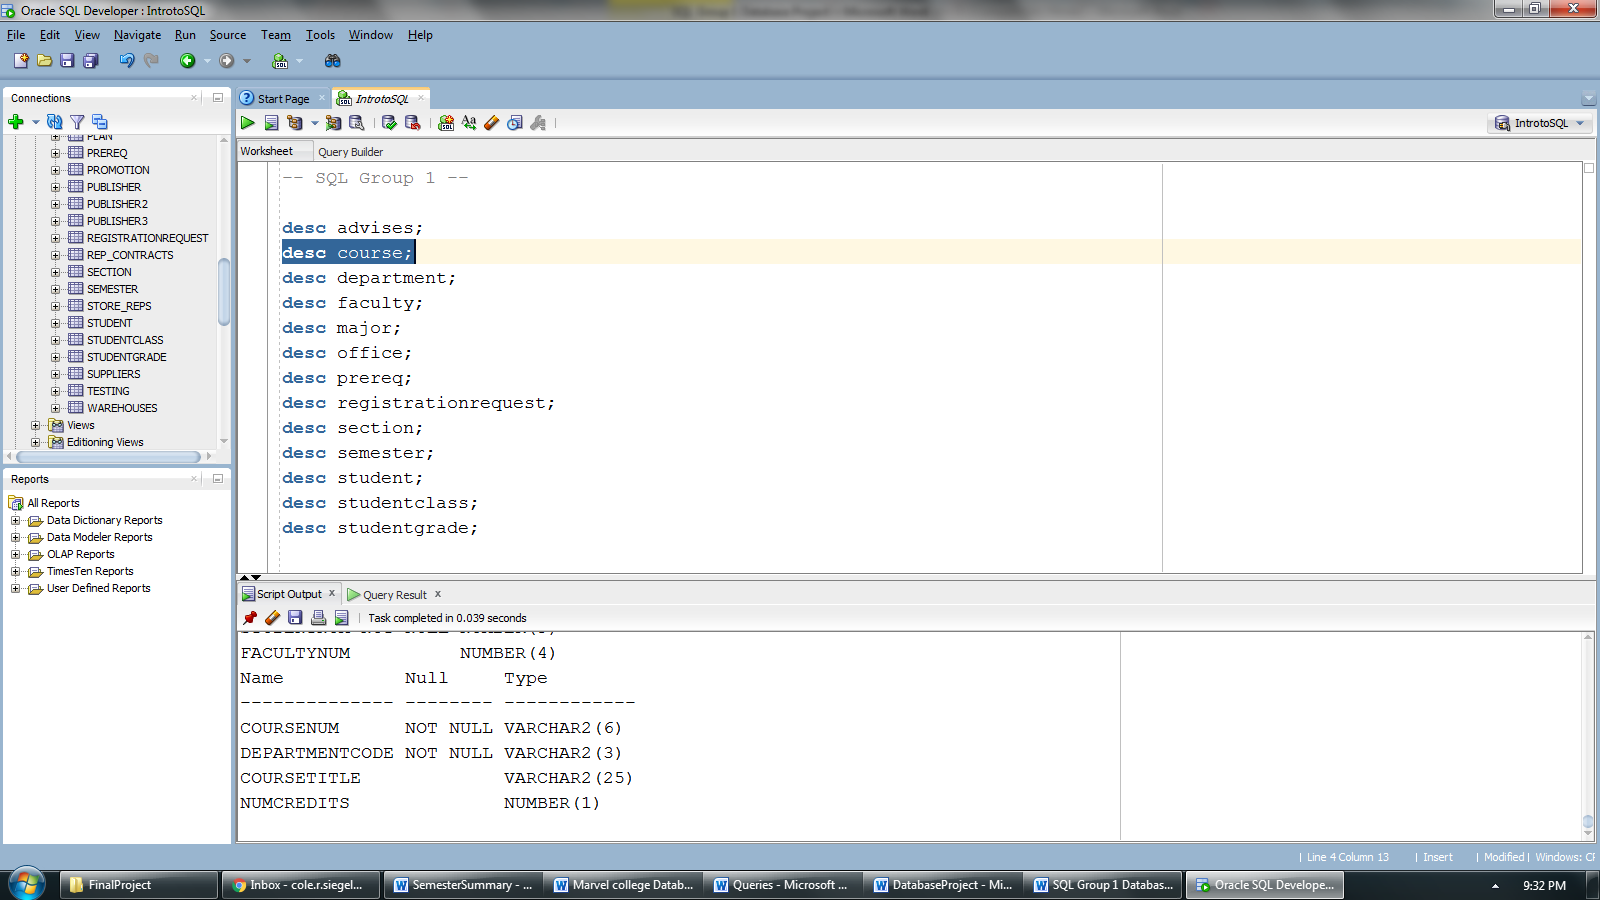 Oracle SQL Developer : IntrotoSQL
File Edit View Navigate Run Source Team Tools Window Help
Connections
PLAN
PREREQ
PROMOTION
PUBLISHER
PUBLISHER2
PUBLISHER3
REGISTRATIONREQUEST
REP_CONTRACTS
SECTION
SEMESTER
STORE_REPS
STUDENT
STUDENTCLASS
STUDENTGRADE
SUPPLIERS
TESTING
WAREHOUSES
Views
Editioning Views
Reports
All Reports
Data Dictionary Reports
Data Modeler Reports
OLAP Reports
TimesTen Reports
User Defined Reports
Start Page IntrotoSQL
IntrotoSQL
Worksheet Query Builder
-- SQL Group 1 --
desc advises;
desc course;
desc department;
desc faculty;
desc major;
desc office;
desc prereq;
desc registrationrequest;
desc section;
desc semester;
desc student;
desc studentclass;
desc studentgrade;
Script Output Query Result
Task completed in 0.039 seconds
FACULTYNUM NUMBER(4)
Name Null Type
-------------- -------- ------------
COURSENUM NOT NULL VARCHAR2(6)
DEPARTMENTCODE NOT NULL VARCHAR2(3)
COURSETITLE VARCHAR2(25)
NUMCREDITS NUMBER(1)
Line 4 Column 13 Insert Modified Windows: CF
FinalProject Inbox - cole.r.siegel... SemesterSummary - ... Marvel college Datab... Queries - Microsoft ... DatabaseProject - Mi... SQL Group 1 Databas... Oracle SQL Develope... 9:32 PM